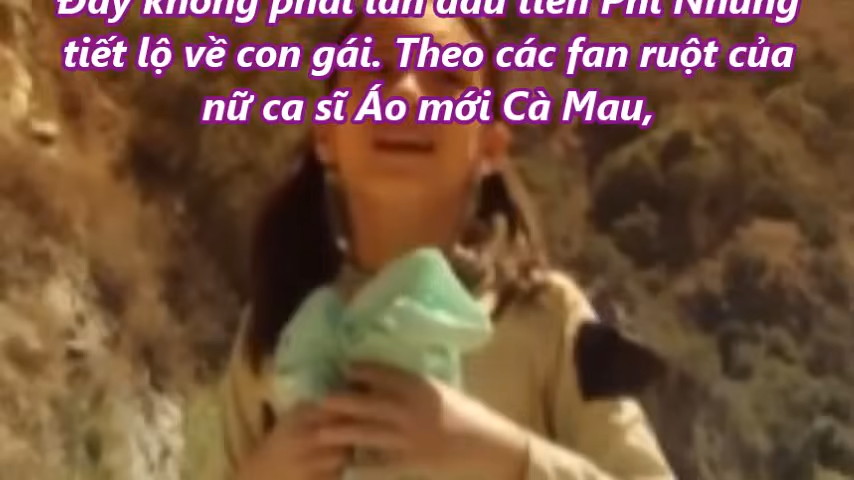 Đây không phải lần đầu tiên Phi Nhung
tiết lộ về con gái. Theo các fan ruột của
nữ ca sĩ Áo mới Cà Mau,